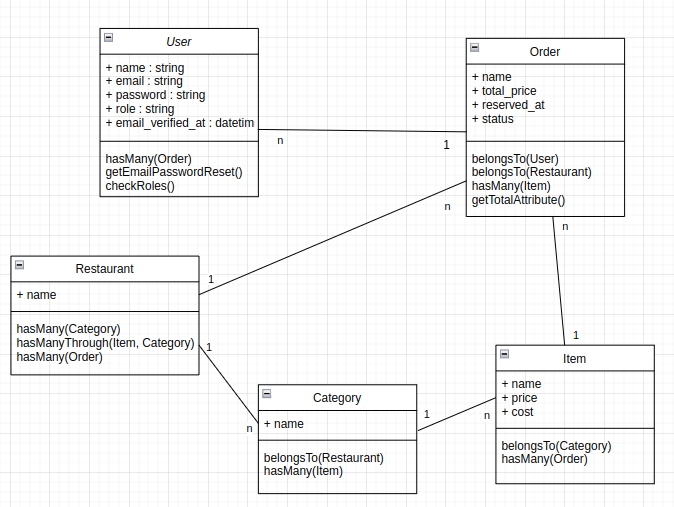 User
+ name : string
+ email : string
+ password : string
+ role : string
+ email_verified_at : datetim
hasMany(Order)
getEmailPasswordReset()
checkRoles()
n
1
Order
+ name
+ total_price
+ reserved_at
+ status
belongsTo(User)
belongsTo(Restaurant)
hasMany(Item)
getTotalAttribute()
n
n
1
Restaurant
+ name
hasMany(Category)
hasManyThrough(Item, Category)
hasMany(Order)
1
n
Category
+ name
belongsTo(Restaurant)
hasMany(Item)
1
n
1
Item
+ name
+ price
+ cost
belongsTo(Category)
hasMany(Order)